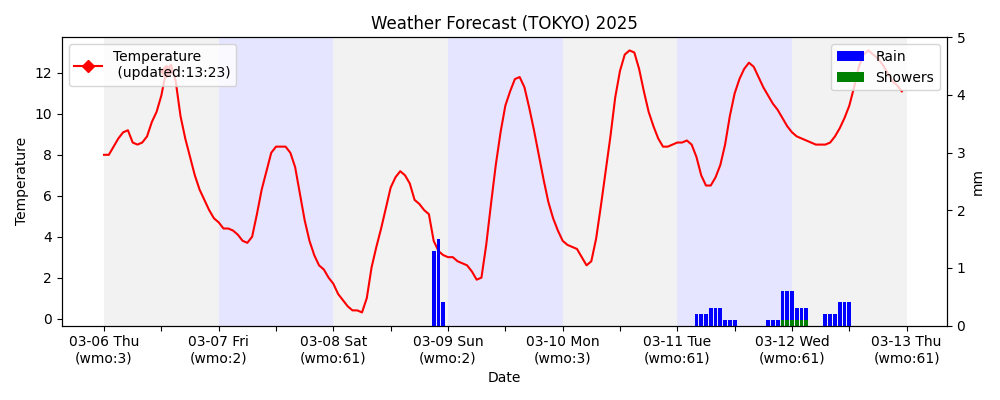 Weather Forecast (TOKYO) 2025
Temperature
(updated:13:23)
Rain
Showers
Temperature
12
10
8
6
4
2
0
5
4
3
2
1
0
mm
03-06 Thu
(wmo:3)
03-07 Fri
(wmo:2)
03-08 Sat
(wmo:61)
03-09 Sun
(wmo:2)
03-10 Mon
(wmo:3)
03-11 Tue
(wmo:61)
03-12 Wed
(wmo:61)
03-13 Thu
(wmo:61)
Date